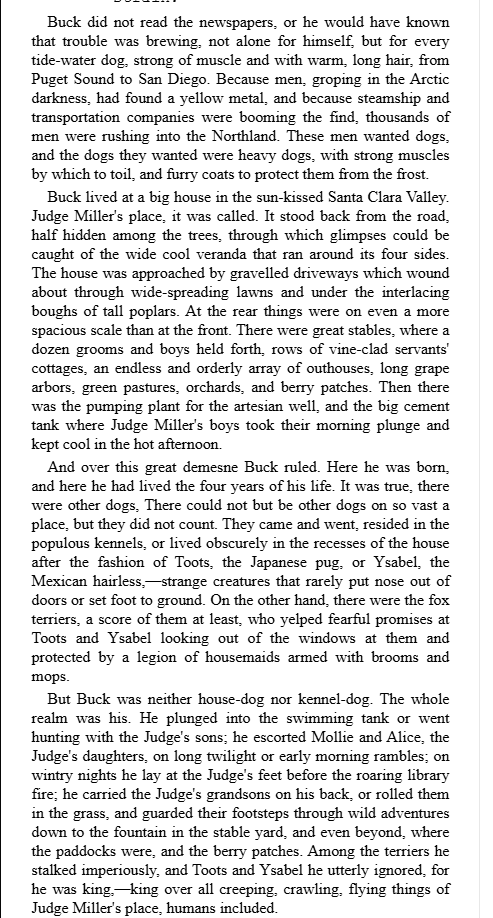 Buck did not read the newspapers, or he would have known
that trouble was brewing, not alone for himself, but for every
tide-water dog, strong of muscle and with warm, long hair, from
Puget Sound to San Diego. Because men, groping in the Arctic
darkness, had found a yellow metal, and because steamship and
transportation companies were booming the find, thousands of
men were rushing into the Northland. These men wanted dogs,
and the dogs they wanted were heavy dogs, with strong muscles
by which to toil, and furry coats to protect them from the frost.
Buck lived at a big house in the sun-kissed Santa Clara Valley.
Judge Miller's place, it was called. It stood back from the road,
half hidden among the trees, through which glimpses could be
caught of the wide cool veranda that ran around its four sides.
The house was approached by gravelled driveways which wound
about through wide-spreading lawns and under the interlacing
boughs of tall poplars. At the rear things were on even a more
spacious scale than at the front. There were great stables, where a
dozen grooms and boys held forth, rows of vine-clad servants'
cottages, an endless and orderly array of outhouses, long grape
arbors, green pastures, orchards, and berry patches. Then there
was the pumping plant for the artesian well, and the big cement
tank where Judge Miller's boys took their morning plunge and
kept cool in the hot afternoon.
And over this great demesne Buck ruled. Here he was born,
and here he had lived the four years of his life. It was true, there
were other dogs, There could not but be other dogs on so vast a
place, but they did not count. They came and went, resided in the
populous kennels, or lived obscurely in the recesses of the house
after the fashion of Toots, the Japanese pug, or Ysabel, the
Mexican hairless,—strange creatures that rarely put nose out of
doors or set foot to ground. On the other hand, there were the fox
terriers, a score of them at least, who yelped fearful promises at
Toots and Ysabel looking out of the windows at them and
protected by a legion of housemaids armed with brooms and
mops.
But Buck was neither house-dog nor kennel-dog. The whole
realm was his. He plunged into the swimming tank or went
hunting with the Judge's sons; he escorted Mollie and Alice, the
Judge's daughters, on long twilight or early morning rambles; on
wintry nights he lay at the Judge's feet before the roaring library
fire; he carried the Judge's grandsons on his back, or rolled them
in the grass, and guarded their footsteps through wild adventures
down to the fountain in the stable yard, and even beyond, where
the paddocks were, and the berry patches. Among the terriers he
stalked imperiously, and Toots and Ysabel he utterly ignored, for
he was king,—king over all creeping, crawling, flying things of
Judge Miller's place, humans included.